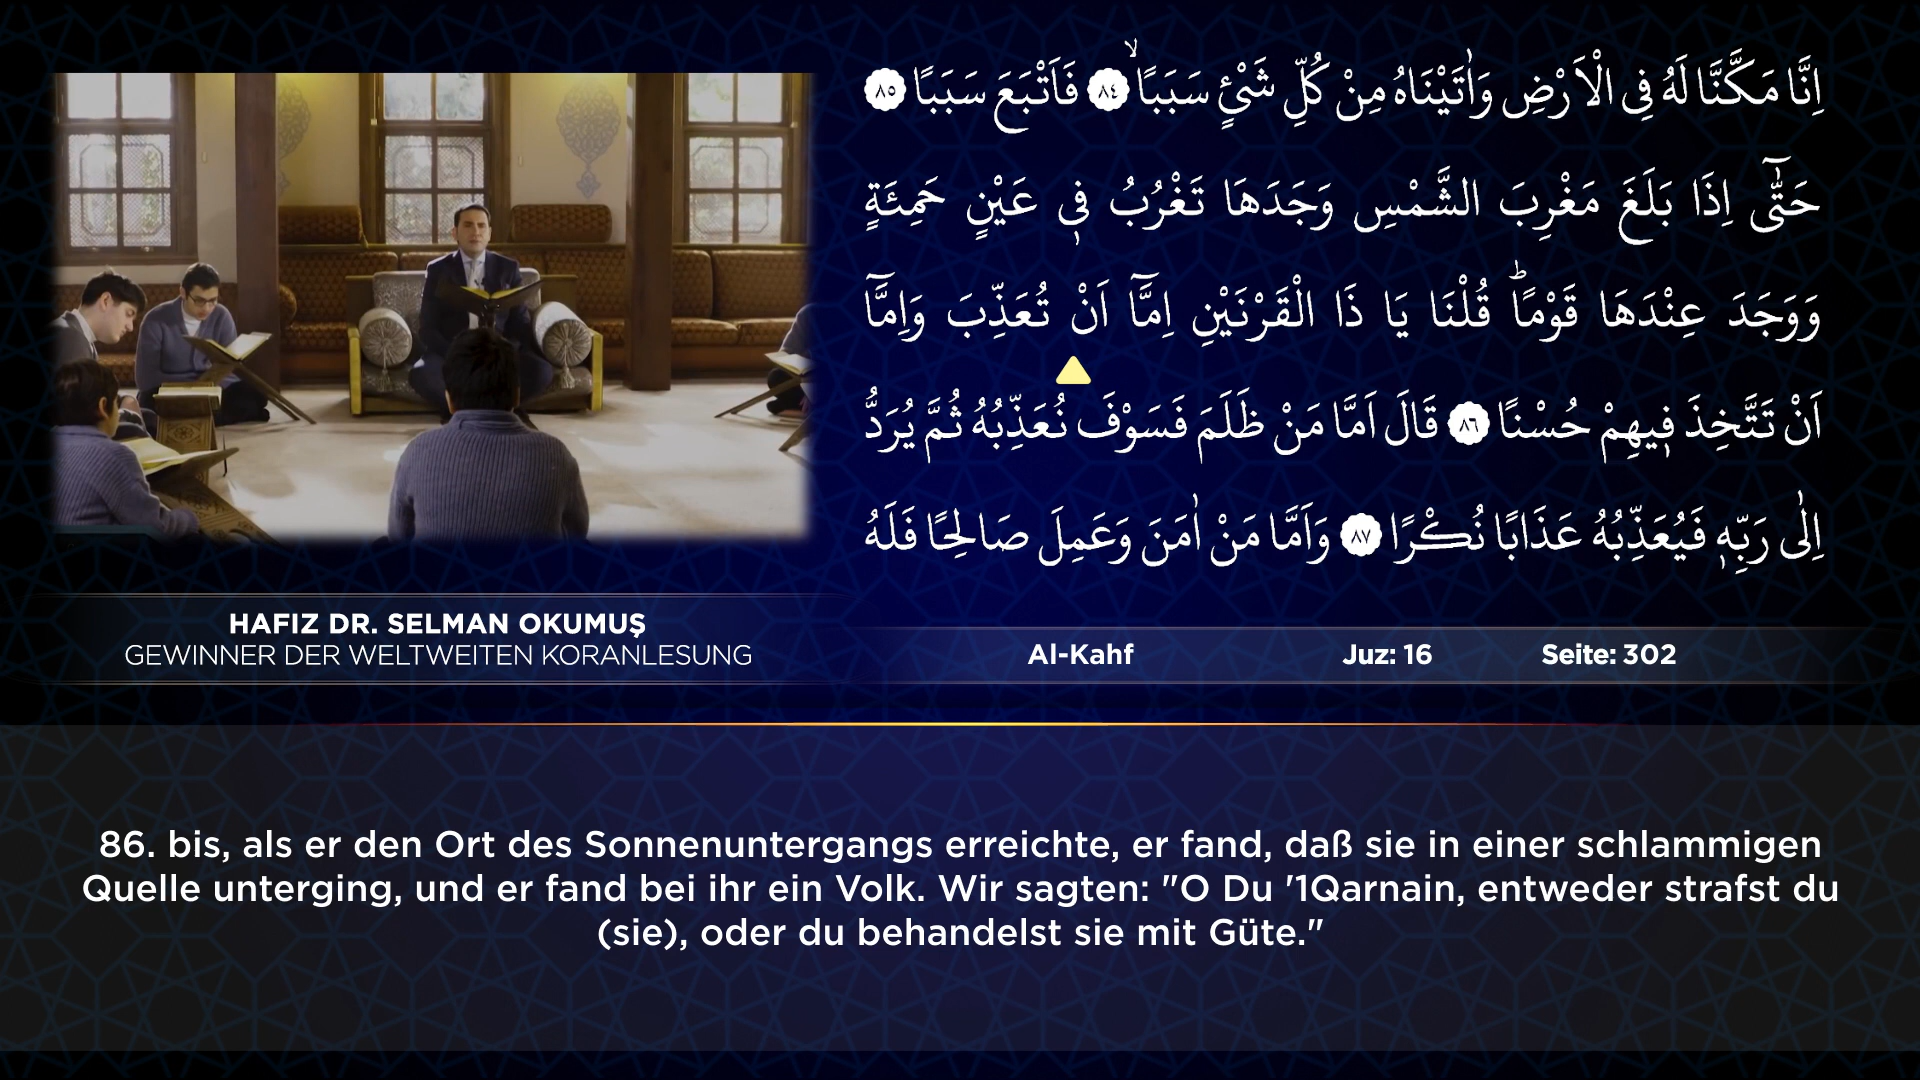 اِنَّا مَكَّنَّا لَهُ فِى الْاَرْضِ وَاٰتَيْنَاهُ مِنْ كُلِّ شَىْءٍ سَبَبًاۙ ٨٤ فَاَتْبَعَ سَبَبًا ٨٥
حَتّٰٓى اِذَا بَلَغَ مَغْرِبَ الشَّمْسِ وَجَدَهَا تَغْرُبُ فٖى عَيْنٍ حَمِئَةٍ
وَوَجَدَ عِنْدَهَا قَوْمًاؕ قُلْنَا يَا ذَا الْقَرْنَيْنِ اِمَّٓا اَنْ تُعَذِّبَ وَاِمَّٓا
اَنْ تَتَّخِذَ فٖيهِمْ حُسْنًا ٨٦ قَالَ اَمَّا مَنْ ظَلَمَ فَسَوْفَ نُعَذِّبُهُ ثُمَّ يُرَدُّ
اِلٰى رَبِّهٖ فَيُعَذِّبُهُ عَذَابًا نُكْرًا ٨٧ وَاَمَّا مَنْ اٰمَنَ وَعَمِلَ صَالِحًا فَلَهُ
HAFIZ DR. SELMAN OKUMUŞ
GEWINNER DER WELTWEITEN KORANLESUNG
Al-Kahf Juz: 16 Seite: 302
86. bis, als er den Ort des Sonnenuntergangs erreichte, er fand, daß sie in einer schlammigen
Quelle unterging, und er fand bei ihr ein Volk. Wir sagten: "O Du '1Qarnain, entweder strafst du
(sie), oder du behandelst sie mit Güte."